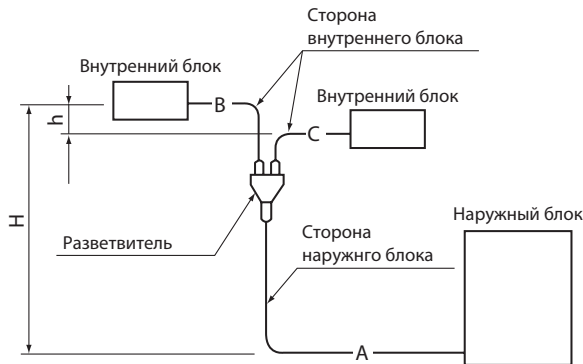 Сторона
внутреннего блока
Внутренний блок
B
Внутренний блок
h
C
H
Разветвитель
Сторона
наружнго блока
Наружный блок
A